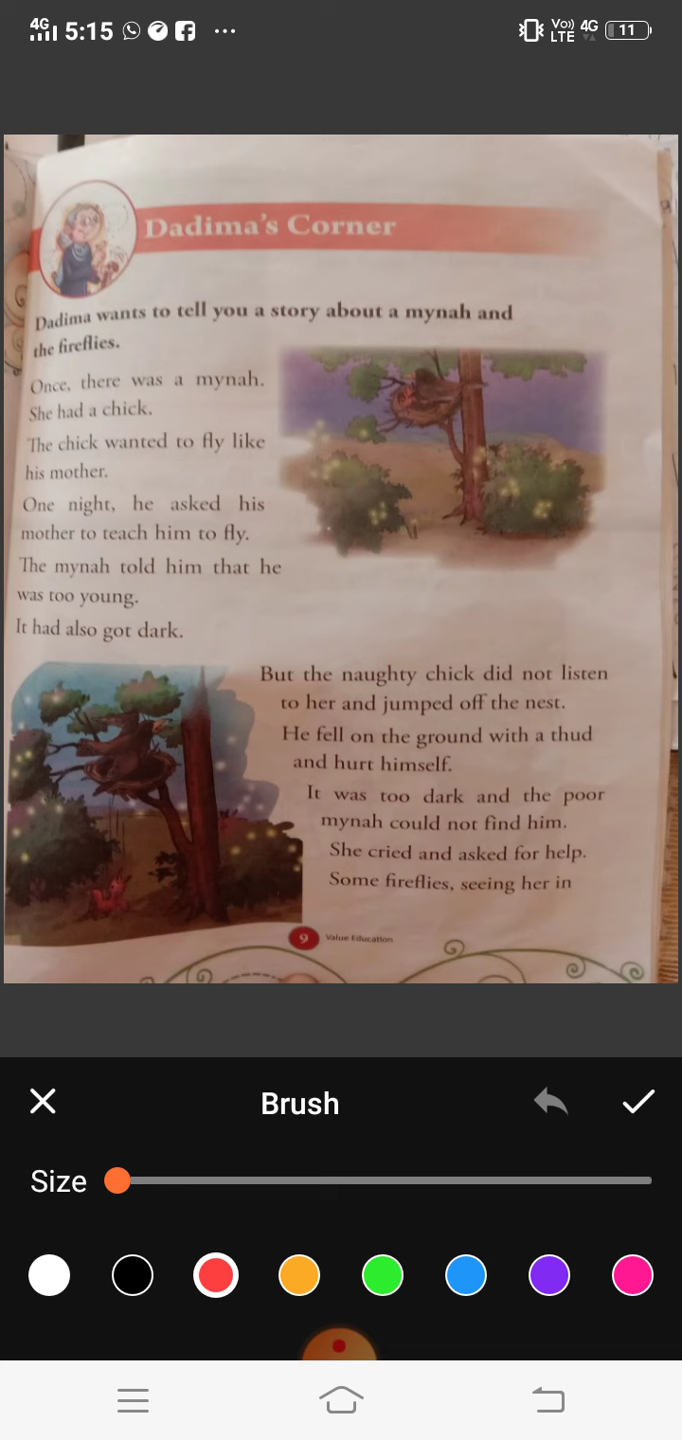 4G 5:15 ...
Vo)) LTE 4G 11
Dadima's Corner
Dadima wants to tell you a story about a mynah and
the fireflies.
Once, there was a mynah.
She had a chick.
The chick wanted to fly like
his mother.
One night, he asked his
mother to teach him to fly.
The mynah told him that he
was too young.
It had also got dark.
But the naughty chick did not listen
to her and jumped off the nest.
He fell on the ground with a thud
and hurt himself.
It was too dark and the poor
mynah could not find him.
She cried and asked for help.
Some fireflies, seeing her in
9 Value Education
Brush
Size